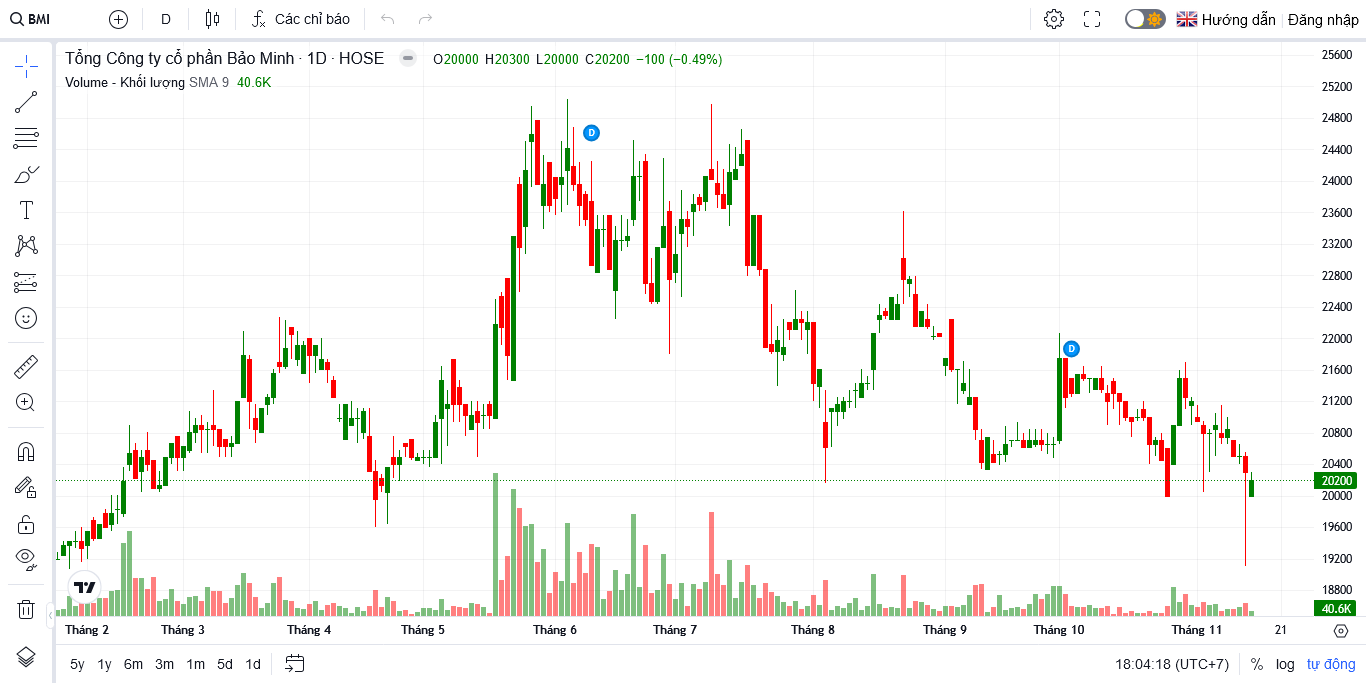 BMI D Các chỉ báo Hướng dẫn Đăng nhập
Tổng Công ty cổ phần Bảo Minh · 1D · HOSE O20000 H20300 L20000 C20200 −100 (−0.49%)
Volume - Khối lượng SMA 9 40.6K
D
D
25600
25200
24800
24400
24000
23600
23200
22800
22400
22000
21600
21200
20800
20400
20200
20000
19600
19200
18800
40.6K
Tháng 2 Tháng 3 Tháng 4 Tháng 5 Tháng 6 Tháng 7 Tháng 8 Tháng 9 Tháng 10 Tháng 11 21
5y 1y 6m 3m 1m 5d 1d 18:04:18 (UTC+7) % log tự động